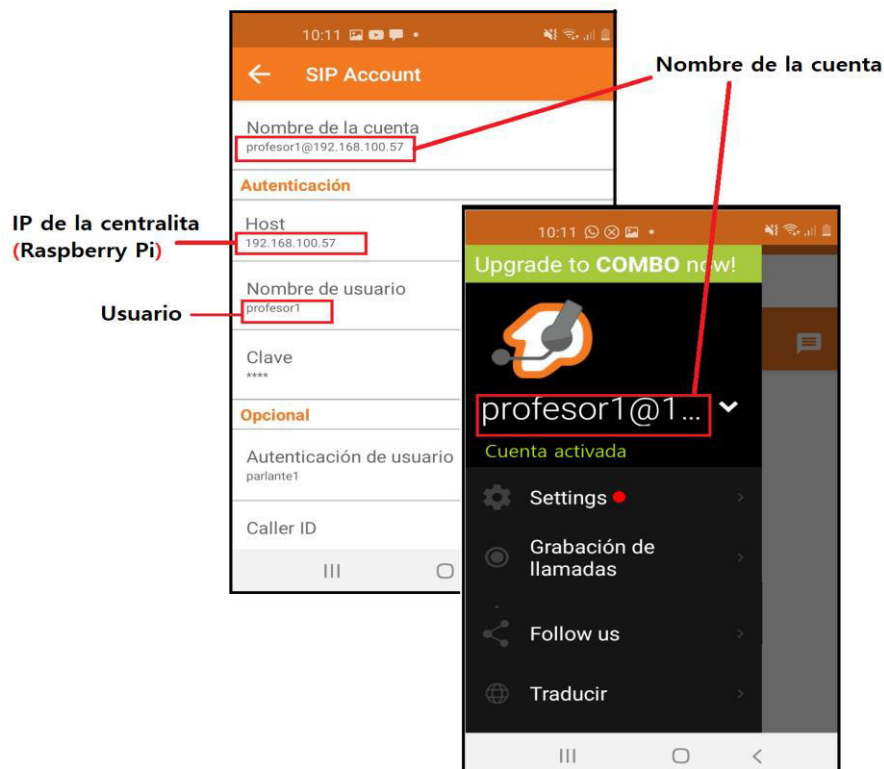 10:11
SIP Account
Nombre de la cuenta
Nombre de la cuenta
profesor1@192.168.100.57
Autenticación
IP de la centralita
(Raspberry Pi)
Host
192.168.100.57
Nombre de usuario
profesor1
Usuario
Clave
****
Opcional
Autenticación de usuario
parlante1
Caller ID
10:11
Upgrade to COMBO now!
profesor1@1...
Cuenta activada
Settings
Grabación de
llamadas
Follow us
Traducir